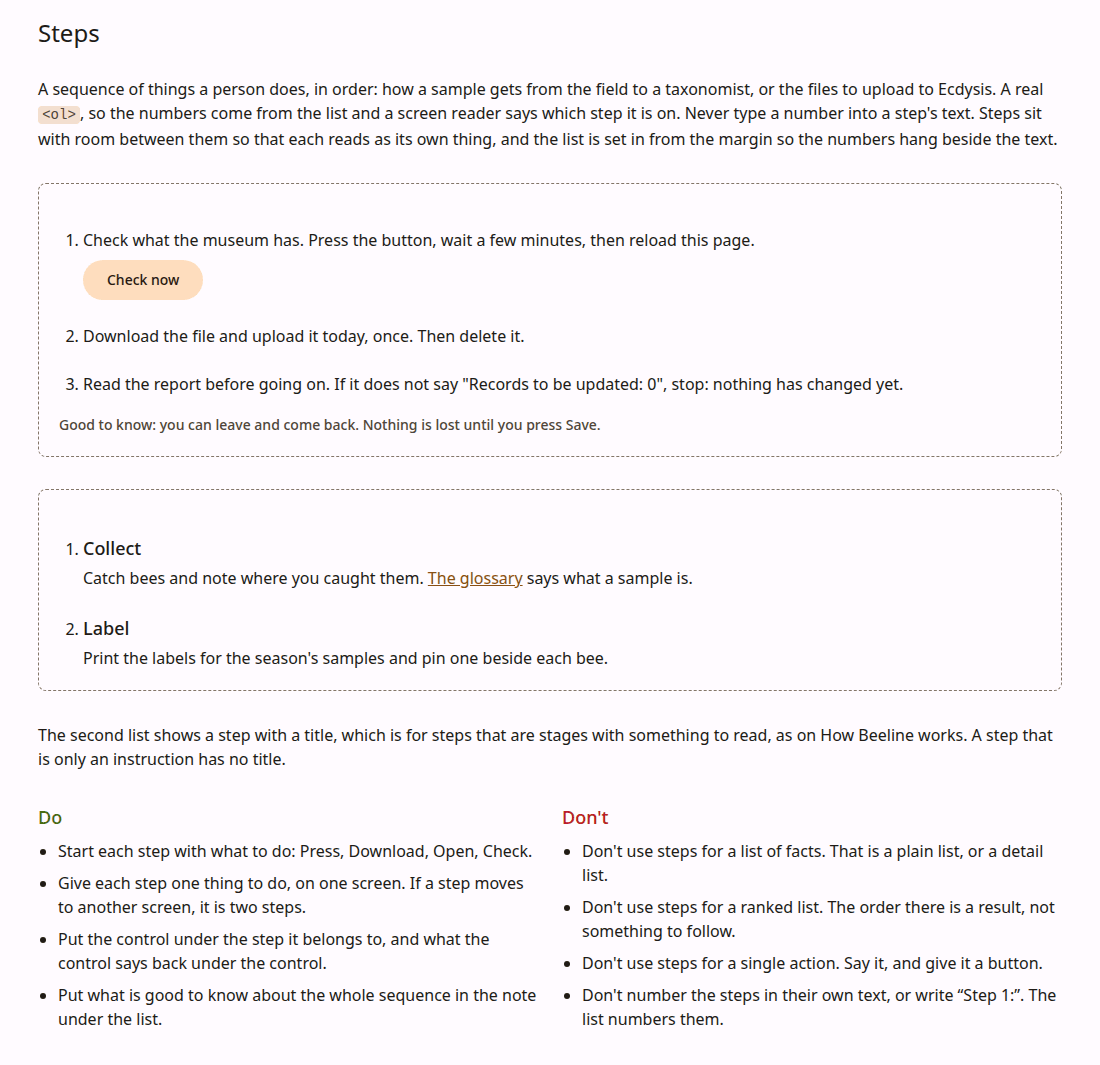 Steps
A sequence of things a person does, in order: how a sample gets from the field to a taxonomist, or the files to upload to Ecdysis. A real
<ol>, so the numbers come from the list and a screen reader says which step it is on. Never type a number into a step's text. Steps sit
with room between them so that each reads as its own thing, and the list is set in from the margin so the numbers hang beside the text.
1. Check what the museum has. Press the button, wait a few minutes, then reload this page.
Check now
2. Download the file and upload it today, once. Then delete it.
3. Read the report before going on. If it does not say "Records to be updated: 0", stop: nothing has changed yet.
Good to know: you can leave and come back. Nothing is lost until you press Save.
1. Collect
Catch bees and note where you caught them. The glossary says what a sample is.
2. Label
Print the labels for the season's samples and pin one beside each bee.
The second list shows a step with a title, which is for steps that are stages with something to read, as on How Beeline works. A step that
is only an instruction has no title.
Do
• Start each step with what to do: Press, Download, Open, Check.
• Give each step one thing to do, on one screen. If a step moves
to another screen, it is two steps.
• Put the control under the step it belongs to, and what the
control says back under the control.
• Put what is good to know about the whole sequence in the note
under the list.
Don't
• Don't use steps for a list of facts. That is a plain list, or a detail
list.
• Don't use steps for a ranked list. The order there is a result, not
something to follow.
• Don't use steps for a single action. Say it, and give it a button.
• Don't number the steps in their own text, or write “Step 1:”. The
list numbers them.